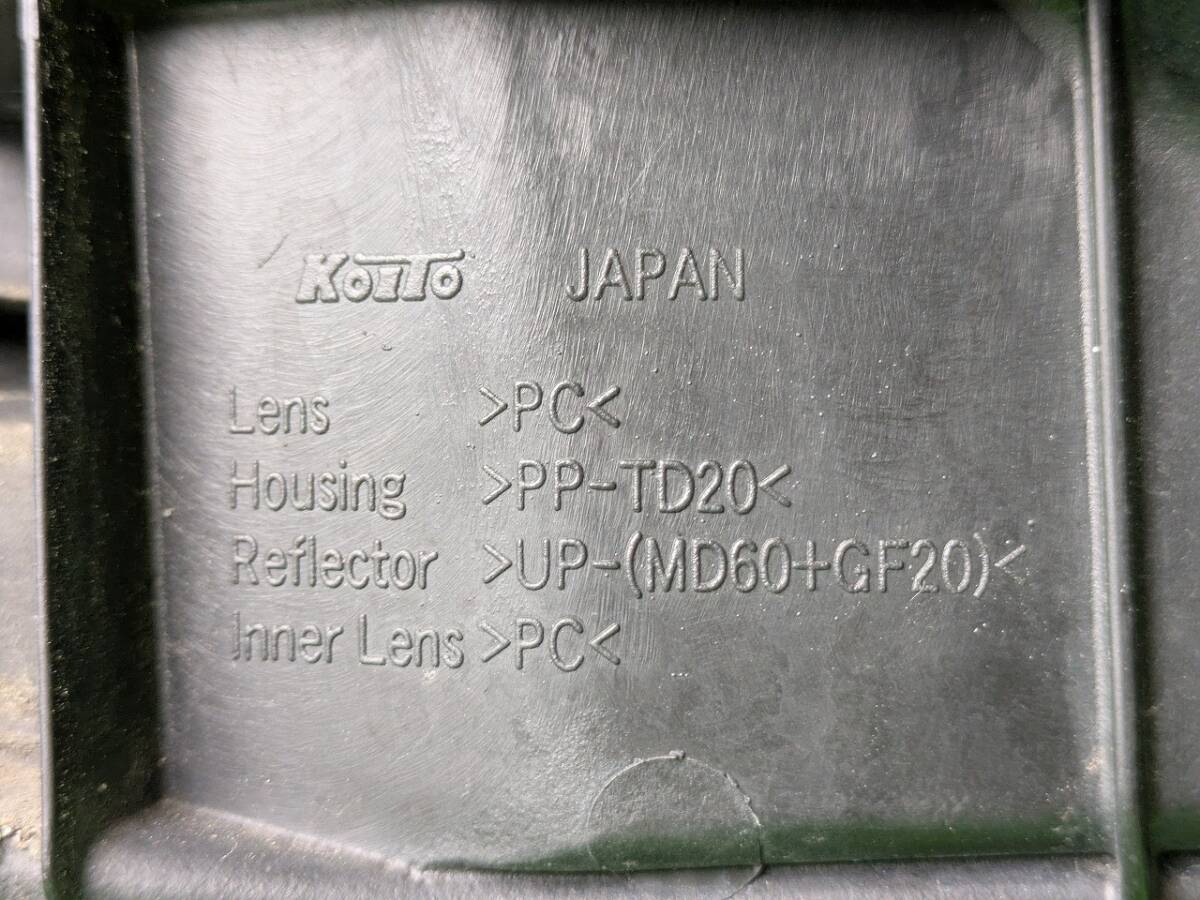 KOITO JAPAN
Lens >PC<
Housing >PP-TD20<
Reflector >UP-(MD60+GF20)<
Inner Lens >PC<